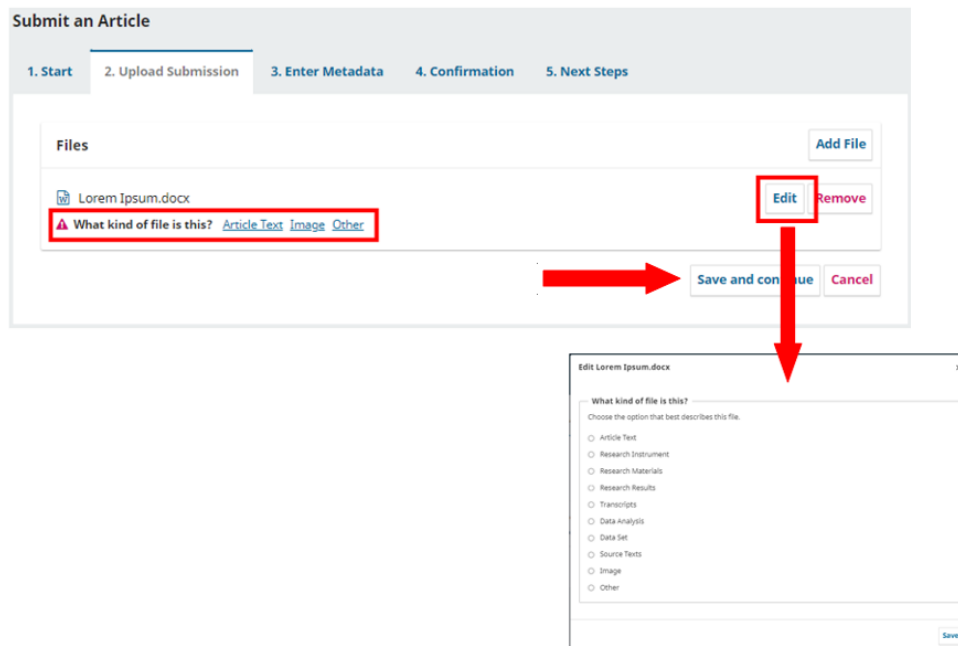 Submit an Article
1. Start 2. Upload Submission 3. Enter Metadata 4. Confirmation 5. Next Steps
Files Add File
Lorem Ipsum.docx Edit Remove
What kind of file is this? Article Text Image Other
Save and continue Cancel
Edit Lorem Ipsum.docx
What kind of file is this?
Choose the option that best describes this file.
Article Text
Research Instrument
Research Materials
Research Results
Transcripts
Data Analysis
Data Set
Source Texts
Image
Other
Save